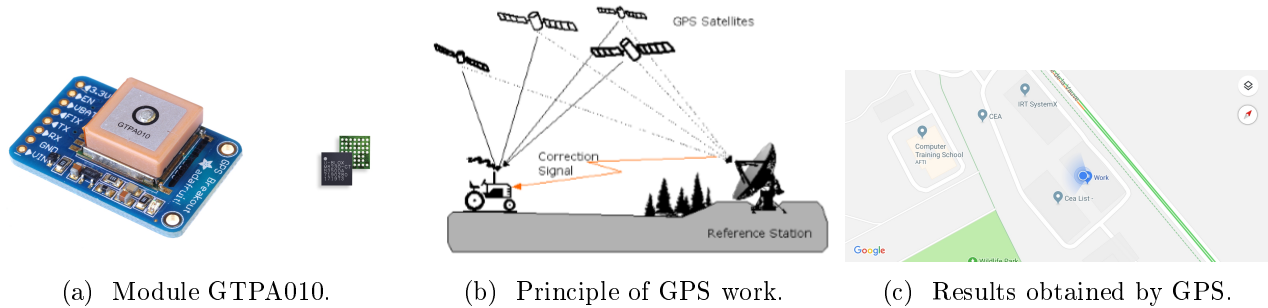 3.3V
EN
VBAT
FIX
TX
RX
GND
VIN
GTPA010
GPS Breakout
adafruit!
GPS Satellites
Correction
Signal
Reference Station
IRT SystemX
CEA
Computer
Training School
AFTI
Work
Cea List -
Wildlife Park
Google
(a) Module GTPA010.
(b) Principle of GPS work.
(c) Results obtained by GPS.